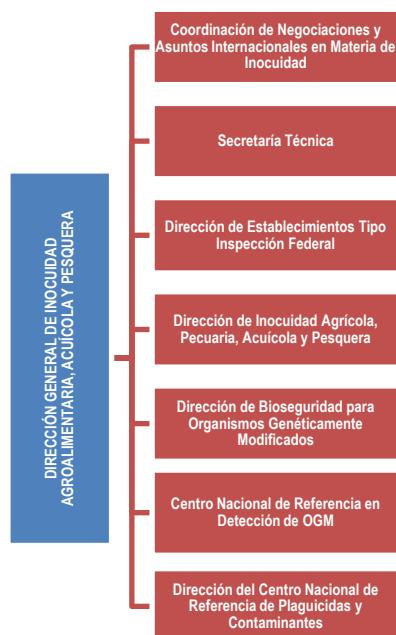 DIRECCIÓN GENERAL DE INOCUIDAD
AGROALIMENTARIA, ACUÍCOLA Y PESQUERA
Coordinación de Negociaciones y
Asuntos Internacionales en Materia de
Inocuidad
Secretaría Técnica
Dirección de Establecimientos Tipo
Inspección Federal
Dirección de Inocuidad Agrícola,
Pecuaria, Acuícola y Pesquera
Dirección de Bioseguridad para
Organismos Genéticamente
Modificados
Centro Nacional de Referencia en
Detección de OGM
Dirección del Centro Nacional de
Referencia de Plaguicidas y
Contaminantes